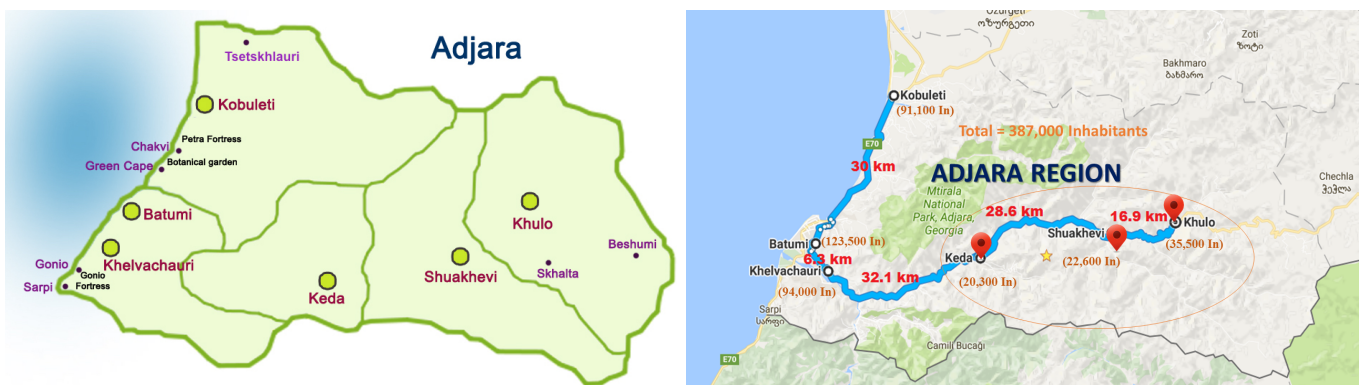 Adjara
Tsetskhlauri
Kobuleti
Petra Fortress
Chakvi
Botanical garden
Green Cape
Batumi
Khelvachauri
Gonio
Gonio
Fortress
Sarpi
Keda
Shuakhevi
Khulo
Skhalta
Beshumi
Ozurgeti
ოზურგეთი
Zoti
ზოტი
Bakhmaro
ბახმარო
Kobuleti
(91,100 In)
Total = 387,000 Inhabitants
E70
30 km
ADJARA REGION
Mtirala
National
Park, Adjara,
Georgia
Chechla
ჭეჭლა
28.6 km
16.9 km
Khulo
(35,500 In)
Shuakhevi
(22,600 In)
Batumi
(123,500 In)
6.3 km
Khelvachauri
(94,000 In)
32.1 km
Keda
(20,300 In)
Sarpi
სარფი
Camili Bucağı
E70